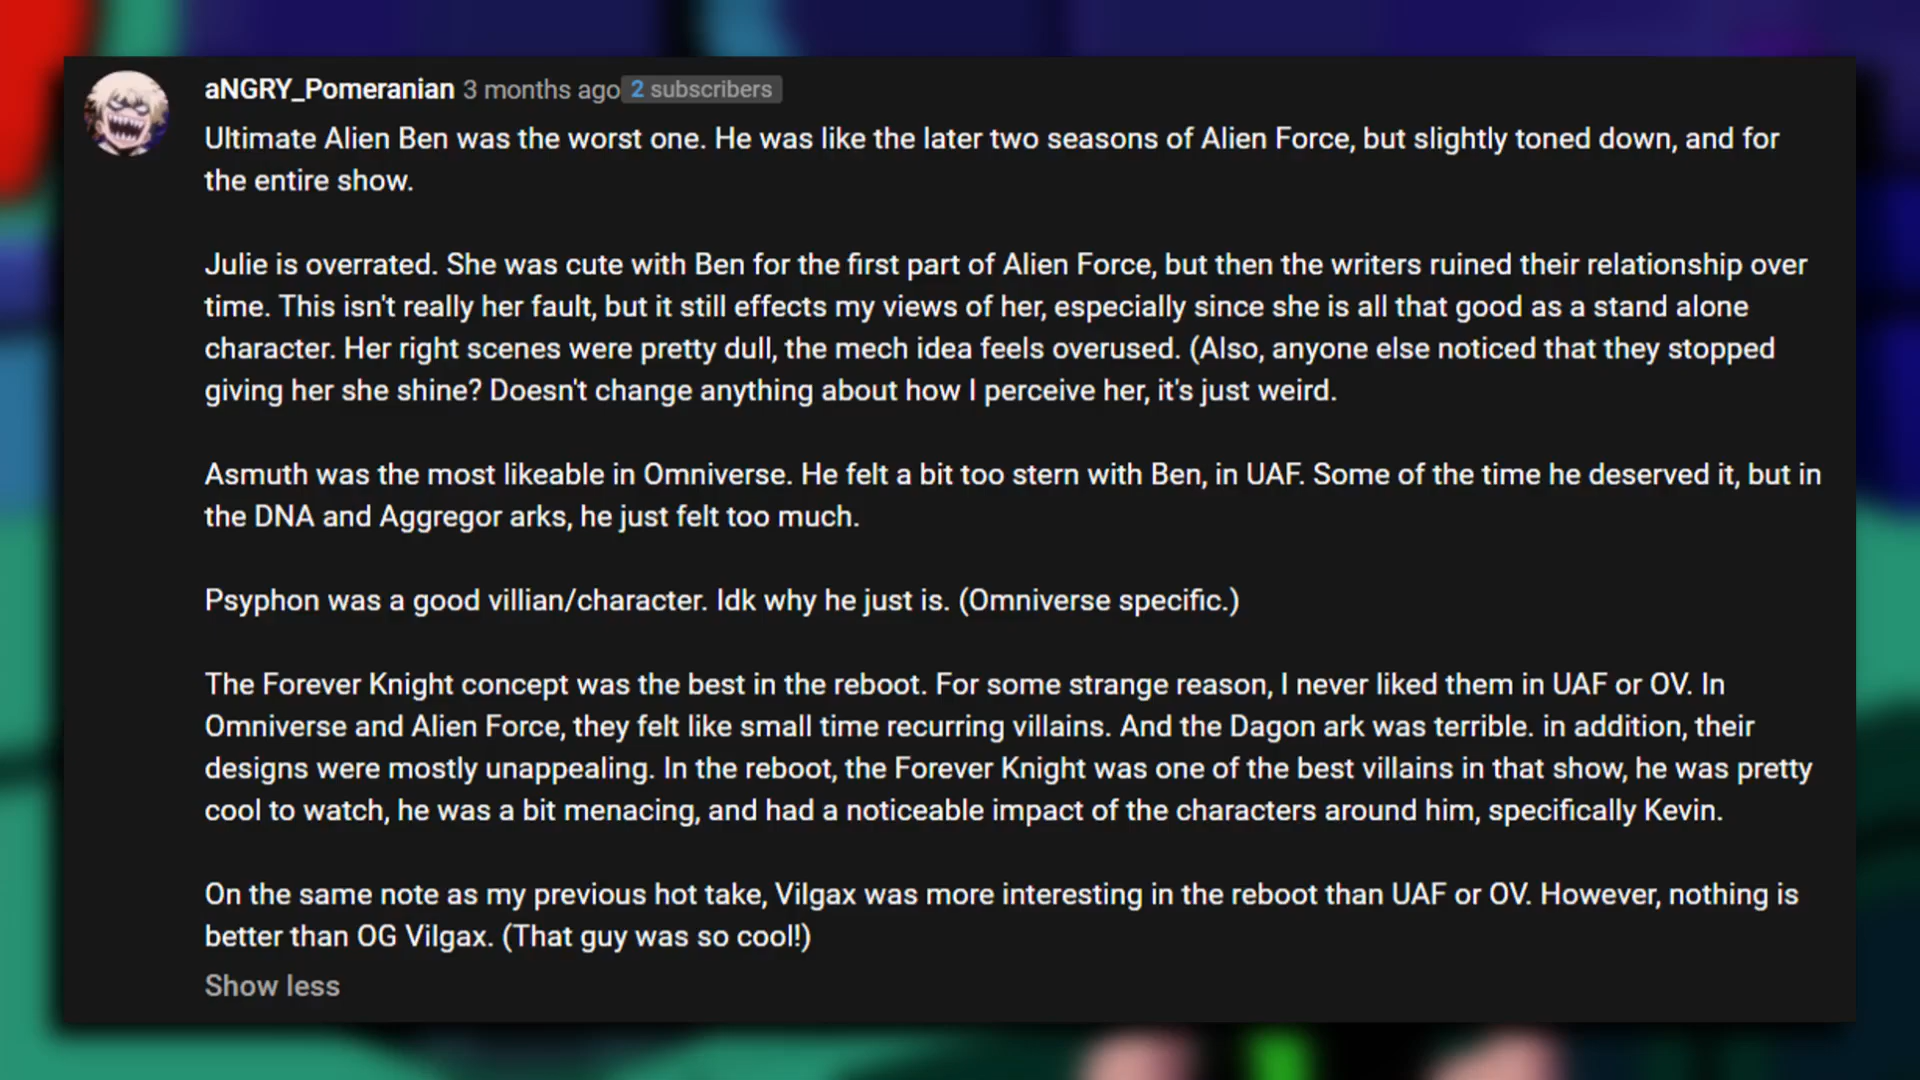 aNGRY_Pomeranian 3 months ago 2 subscribers
Ultimate Alien Ben was the worst one. He was like the later two seasons of Alien Force, but slightly toned down, and for
the entire show.
Julie is overrated. She was cute with Ben for the first part of Alien Force, but then the writers ruined their relationship over
time. This isn't really her fault, but it still effects my views of her, especially since she is all that good as a stand alone
character. Her right scenes were pretty dull, the mech idea feels overused. (Also, anyone else noticed that they stopped
giving her she shine? Doesn't change anything about how I perceive her, it's just weird.
Asmuth was the most likeable in Omniverse. He felt a bit too stern with Ben, in UAF. Some of the time he deserved it, but in
the DNA and Aggregor arks, he just felt too much.
Psyphon was a good villian/character. Idk why he just is. (Omniverse specific.)
The Forever Knight concept was the best in the reboot. For some strange reason, I never liked them in UAF or OV. In
Omniverse and Alien Force, they felt like small time recurring villains. And the Dagon ark was terrible. in addition, their
designs were mostly unappealing. In the reboot, the Forever Knight was one of the best villains in that show, he was pretty
cool to watch, he was a bit menacing, and had a noticeable impact of the characters around him, specifically Kevin.
On the same note as my previous hot take, Vilgax was more interesting in the reboot than UAF or OV. However, nothing is
better than OG Vilgax. (That guy was so cool!)
Show less